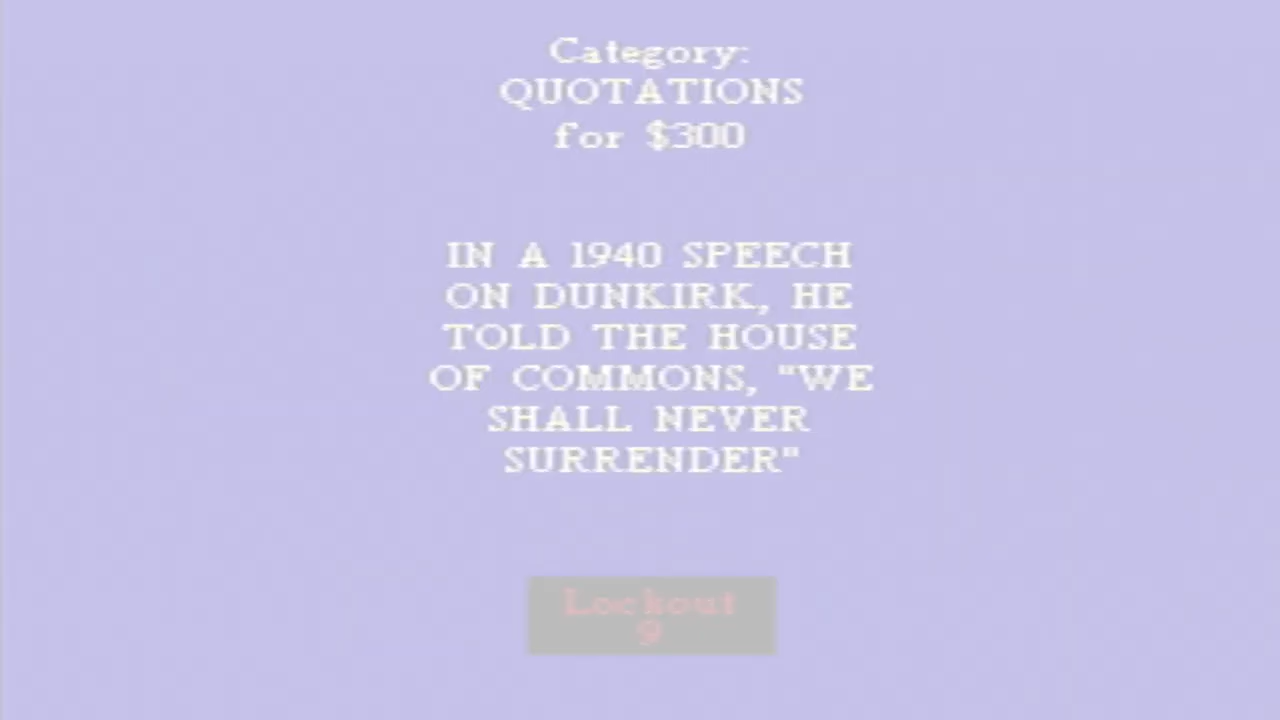 Category:
QUOTATIONS
for $300
IN A 1940 SPEECH
ON DUNKIRK, HE
TOLD THE HOUSE
OF COMMONS, "WE
SHALL NEVER
SURRENDER"
Lockout
9